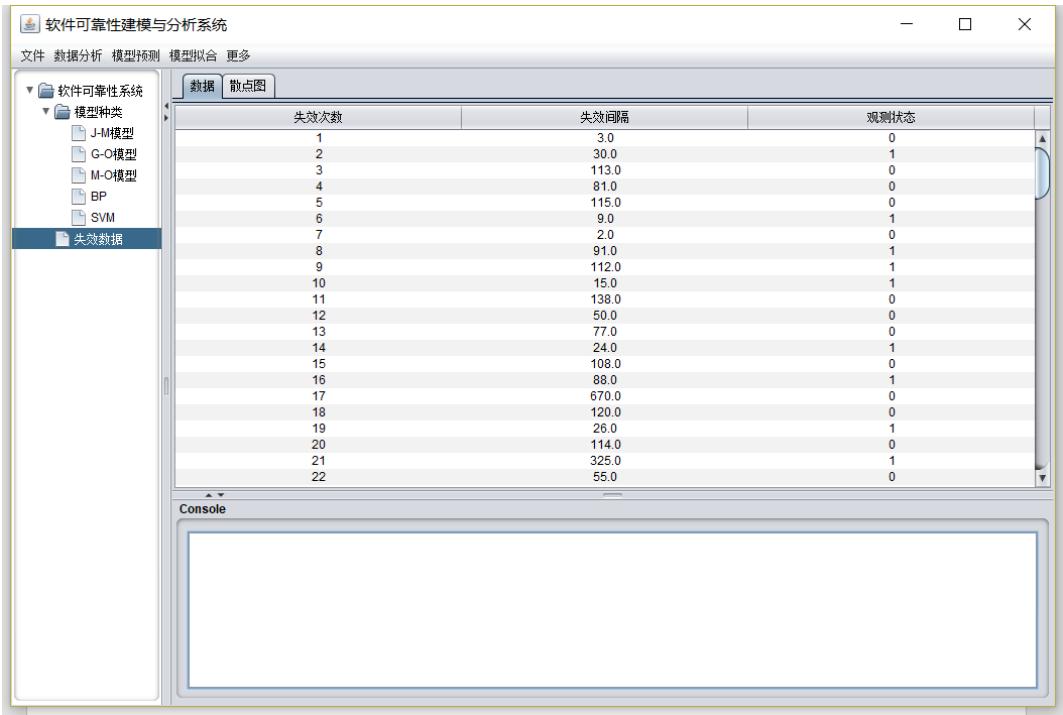 软件可靠性建模与分析系统
文件 数据分析 模型预测 模型拟合 更多
软件可靠性系统
模型种类
J-M模型
G-O模型
M-O模型
BP
SVM
失效数据
数据 散点图
失效次数 失效间隔 观测状态
1 3.0 0
2 30.0 1
3 113.0 0
4 81.0 0
5 115.0 0
6 9.0 1
7 2.0 0
8 91.0 1
9 112.0 1
10 15.0 1
11 138.0 0
12 50.0 0
13 77.0 0
14 24.0 1
15 108.0 0
16 88.0 1
17 670.0 0
18 120.0 0
19 26.0 1
20 114.0 0
21 325.0 1
22 55.0 0
Console